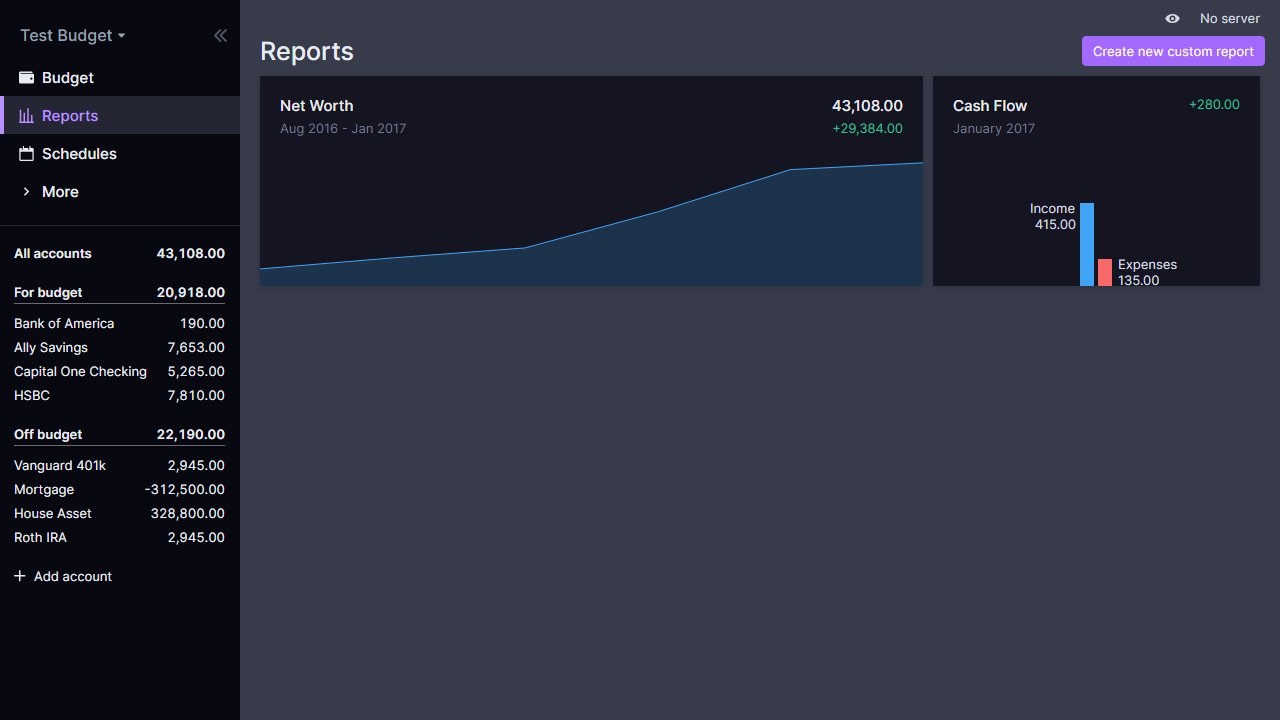 Test Budget
Budget
Reports
Schedules
More
All accounts 43,108.00
For budget 20,918.00
Bank of America 190.00
Ally Savings 7,653.00
Capital One Checking 5,265.00
HSBC 7,810.00
Off budget 22,190.00
Vanguard 401k 2,945.00
Mortgage -312,500.00
House Asset 328,800.00
Roth IRA 2,945.00
Add account
No server
Reports
Create new custom report
Net Worth 43,108.00
Aug 2016 - Jan 2017 +29,384.00
Cash Flow +280.00
January 2017
Income
415.00
Expenses
135.00